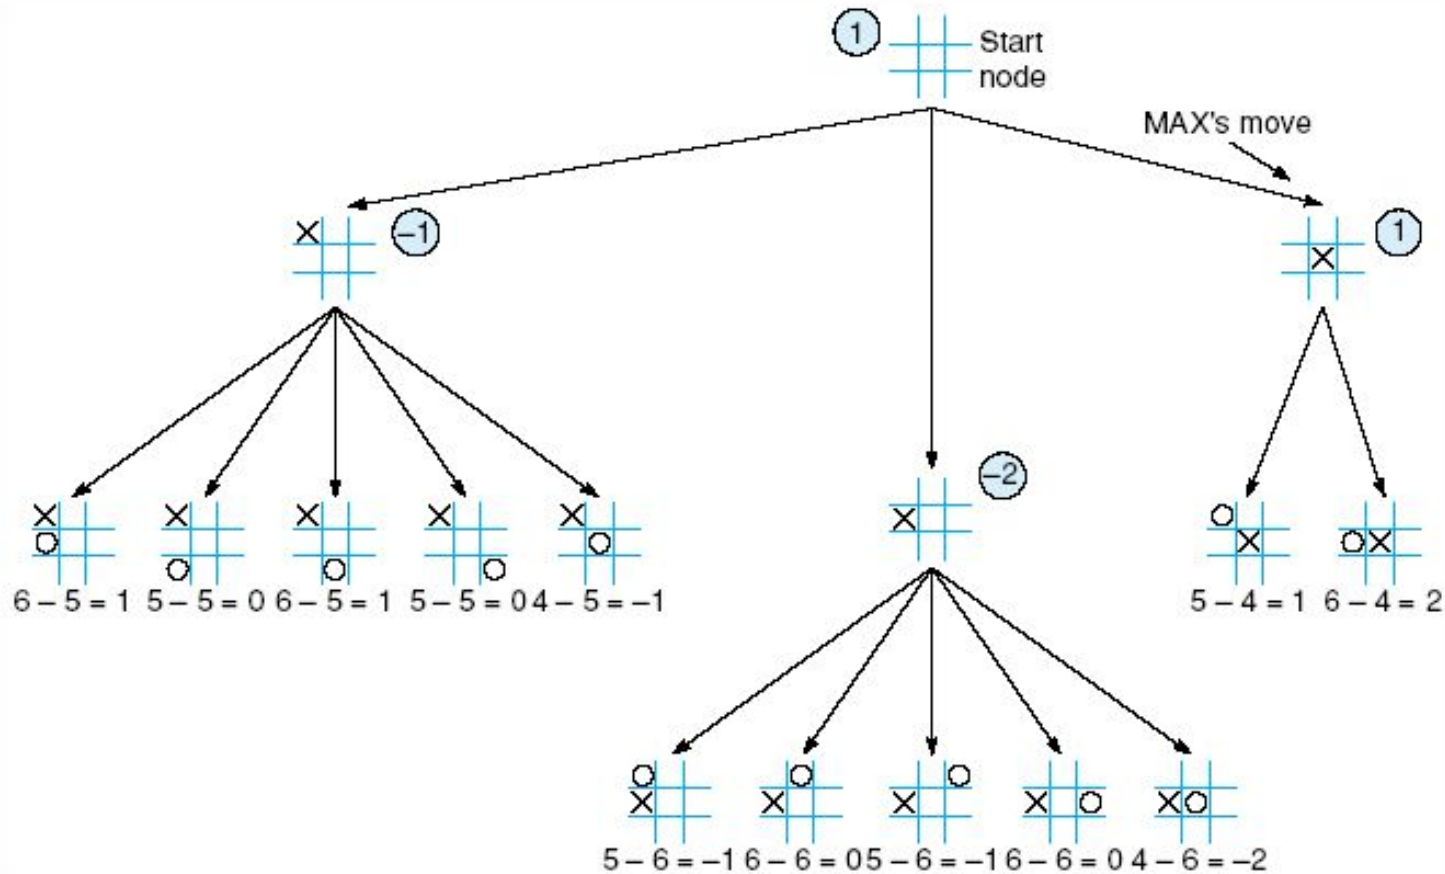 1
Start
node
MAX's move
−1
1
−2
6 − 5 = 1 5 − 5 = 0 6 − 5 = 1 5 − 5 = 0 4 − 5 = −1
5 − 4 = 1 6 − 4 = 2
5 − 6 = −1 6 − 6 = 0 5 − 6 = −1 6 − 6 = 0 4 − 6 = −2